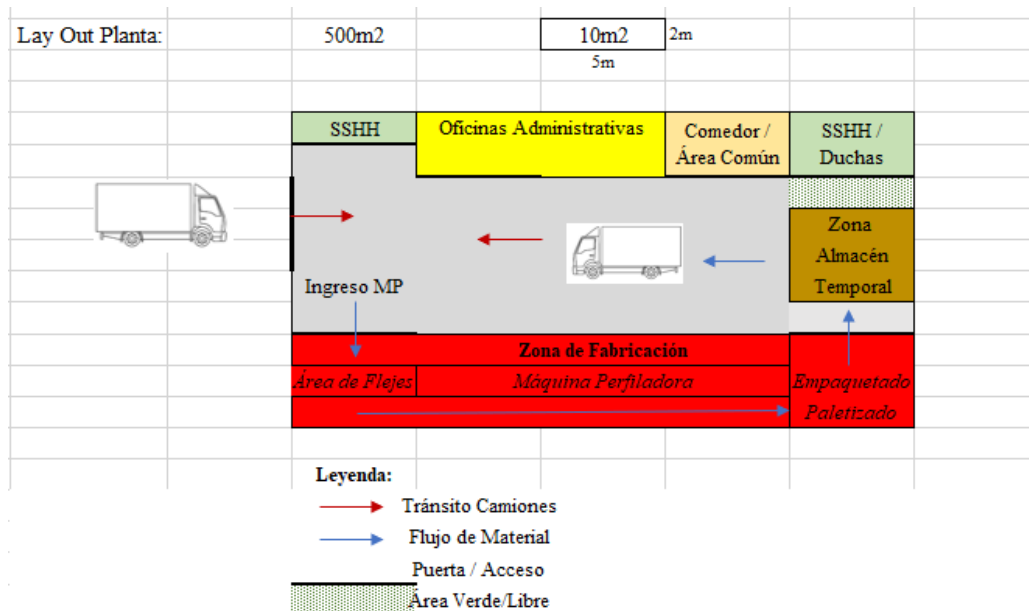 Lay Out Planta:
500m2
10m2
2m
5m
SSHH
Oficinas Administrativas
Comedor /
Área Común
SSHH /
Duchas
Zona
Almacén
Temporal
Ingreso MP
Zona de Fabricación
Área de Flejes
Máquina Perfiladora
Empaquetado
Paletizado
Leyenda:
Tránsito Camiones
Flujo de Material
Puerta / Acceso
Área Verde/Libre